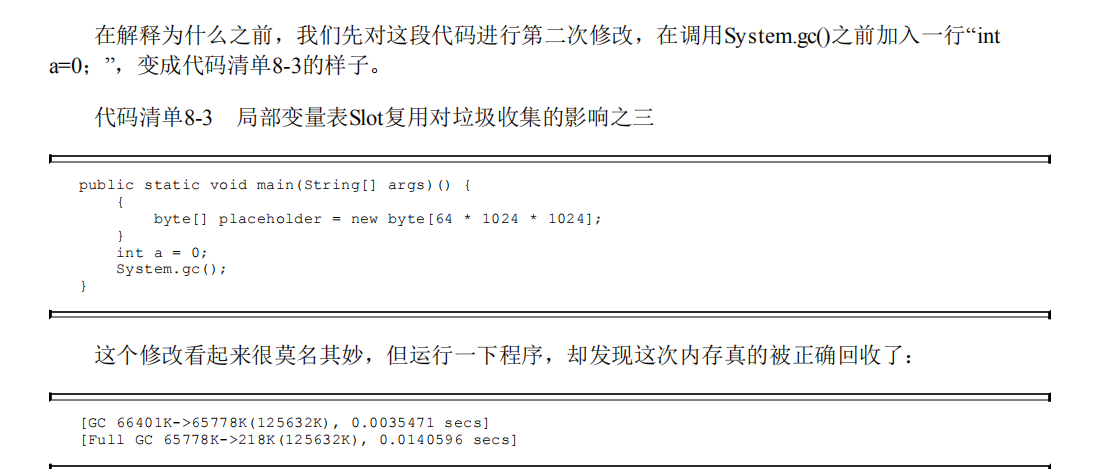 在解释为什么之前，我们先对这段代码进行第二次修改，在调用System.gc()之前加入一行“int
a=0；”，变成代码清单8-3的样子。
代码清单8-3　局部变量表Slot复用对垃圾收集的影响之三
public static void main(String[] args)() {
    {
        byte[] placeholder = new byte[64 * 1024 * 1024];
    }
    int a = 0;
    System.gc();
}
这个修改看起来很莫名其妙，但运行一下程序，却发现这次内存真的被正确回收了：
[GC 66401K->65778K(125632K), 0.0035471 secs]
[Full GC 65778K->218K(125632K), 0.0140596 secs]